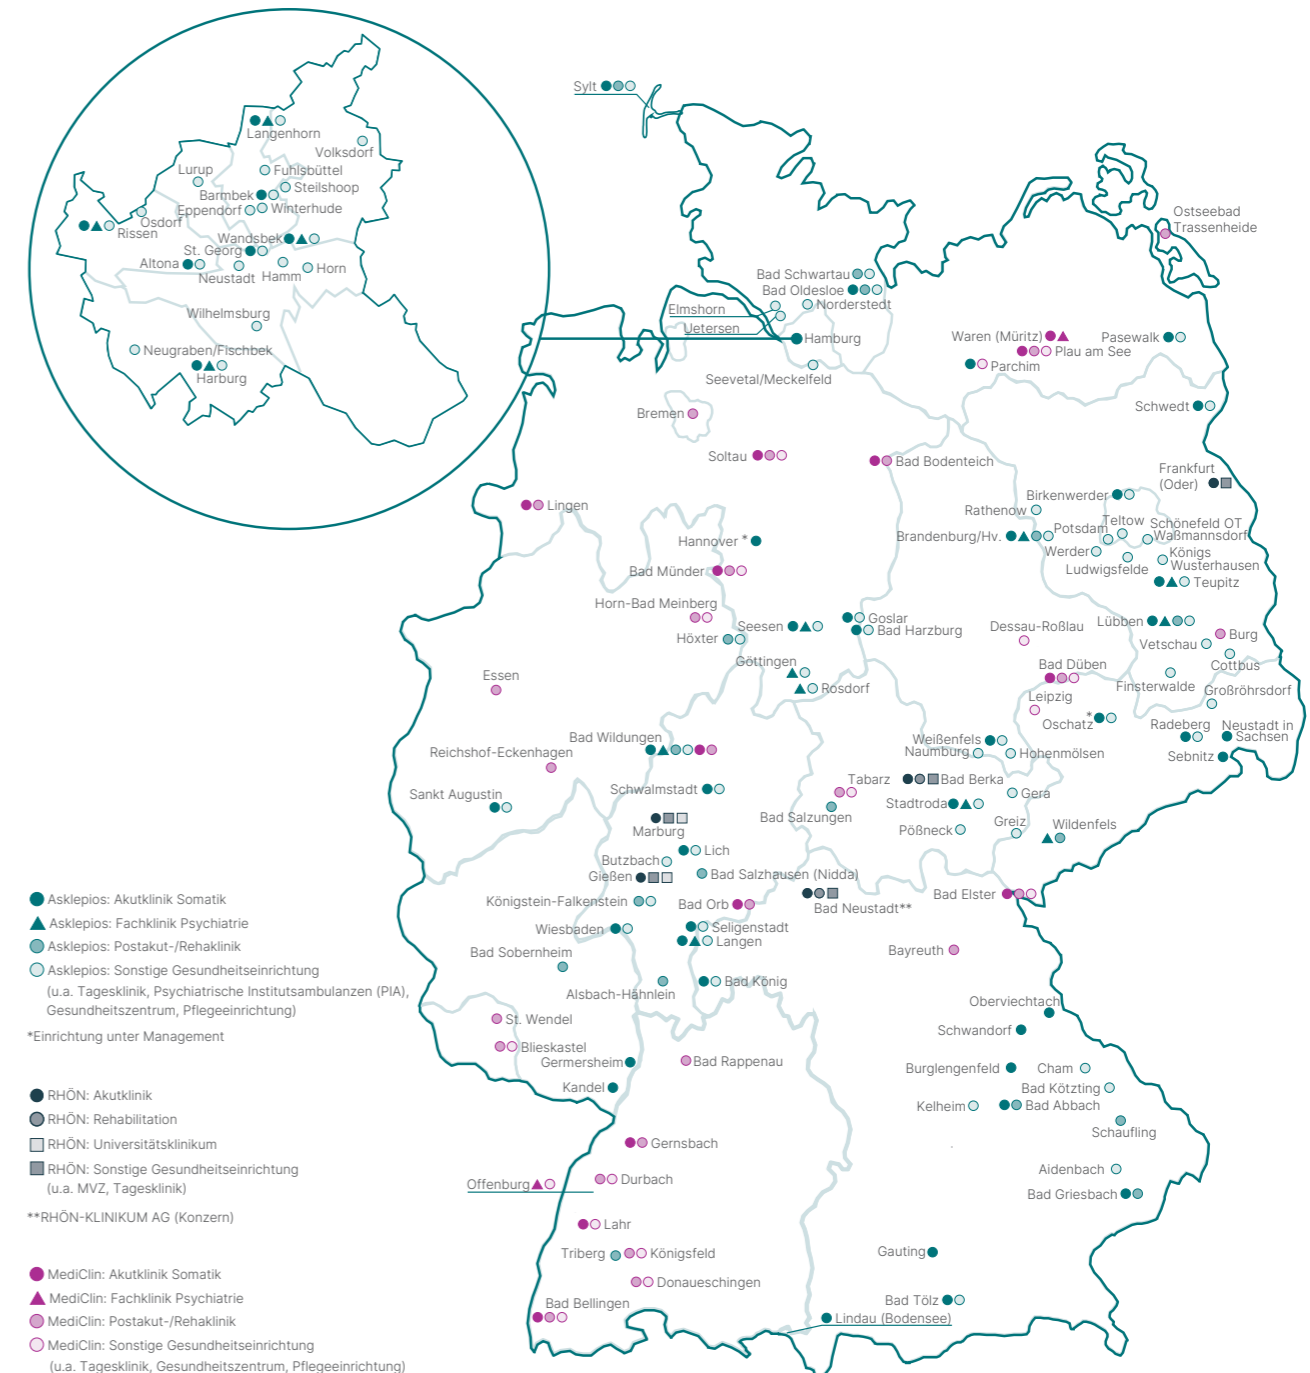 Langenhorn
Volksdorf
Lurup
Fuhlsbüttel
Steilshoop
Barmbek
Eppendorf
Winterhude
Osdorf
Rissen
Wandsbek
St. Georg
Altona
Neustadt
Hamm
Horn
Wilhelmsburg
Neugraben/Fischbek
Harburg
Sylt
Ostseebad
Trassenheide
Bad Schwartau
Bad Oldesloe
Elmshorn
Norderstedt
Uetersen
Hamburg
Seevetal/Meckelfeld
Waren (Müritz)
Pasewalk
Plau am See
Parchim
Schwedt
Bremen
Soltau
Bad Bodenteich
Frankfurt
(Oder)
Lingen
Birkenwerder
Rathenow
Hannover *
Brandenburg/Hv.
Potsdam
Teltow
Schönefeld OT
Waßmannsdorf
Werder
Ludwigsfelde
Königs
Wusterhausen
Bad Münder
Teupitz
Horn-Bad Meinberg
Höxter
Seesen
Goslar
Bad Harzburg
Dessau-Roßlau
Lübben
Burg
Vetschau
Cottbus
Göttingen
Rosdorf
Essen
Bad Düben
Finsterwalde
Großröhrsdorf
Leipzig
Oschatz
*
Radeberg
Neustadt in
Sachsen
Sebnitz
Bad Wildungen
Weißenfels
Naumburg
Hohenmölsen
Reichshof-Eckenhagen
Schwalmstadt
Tabarz
Bad Berka
Gera
Sankt Augustin
Bad Salzungen
Stadtroda
Pößneck
Greiz
Wildenfels
Marburg
Lich
Butzbach
Gießen
Bad Salzhausen (Nidda)
Königstein-Falkenstein
Bad Orb
Bad Neustadt**
Bad Elster
Wiesbaden
Seligenstadt
Langen
Bad Sobernheim
Bayreuth
Alsbach-Hähnlein
Bad König
Oberviechtach
St. Wendel
Schwandorf
Blieskastel
Germersheim
Bad Rappenau
Burglengenfeld
Cham
Kandel
Bad Kötzting
Kelheim
Bad Abbach
Schaufling
Gernsbach
Aidenbach
Offenburg
Durbach
Bad Griesbach
Lahr
Triberg
Königsfeld
Gauting
Donaueschingen
Bad Bellingen
Bad Tölz
Lindau (Bodensee)
Asklepios: Akutklinik Somatik
Asklepios: Fachklinik Psychiatrie
Asklepios: Postakut-/Rehaklinik
Asklepios: Sonstige Gesundheitseinrichtung
(u.a. Tagesklinik, Psychiatrische Institutsambulanzen (PIA),
Gesundheitszentrum, Pflegeeinrichtung)
*Einrichtung unter Management
RHÖN: Akutklinik
RHÖN: Rehabilitation
RHÖN: Universitätsklinikum
RHÖN: Sonstige Gesundheitseinrichtung
(u.a. MVZ, Tagesklinik)
**RHÖN-KLINIKUM AG (Konzern)
MediClin: Akutklinik Somatik
MediClin: Fachklinik Psychiatrie
MediClin: Postakut-/Rehaklinik
MediClin: Sonstige Gesundheitseinrichtung
(u.a. Tagesklinik, Gesundheitszentrum, Pflegeeinrichtung)